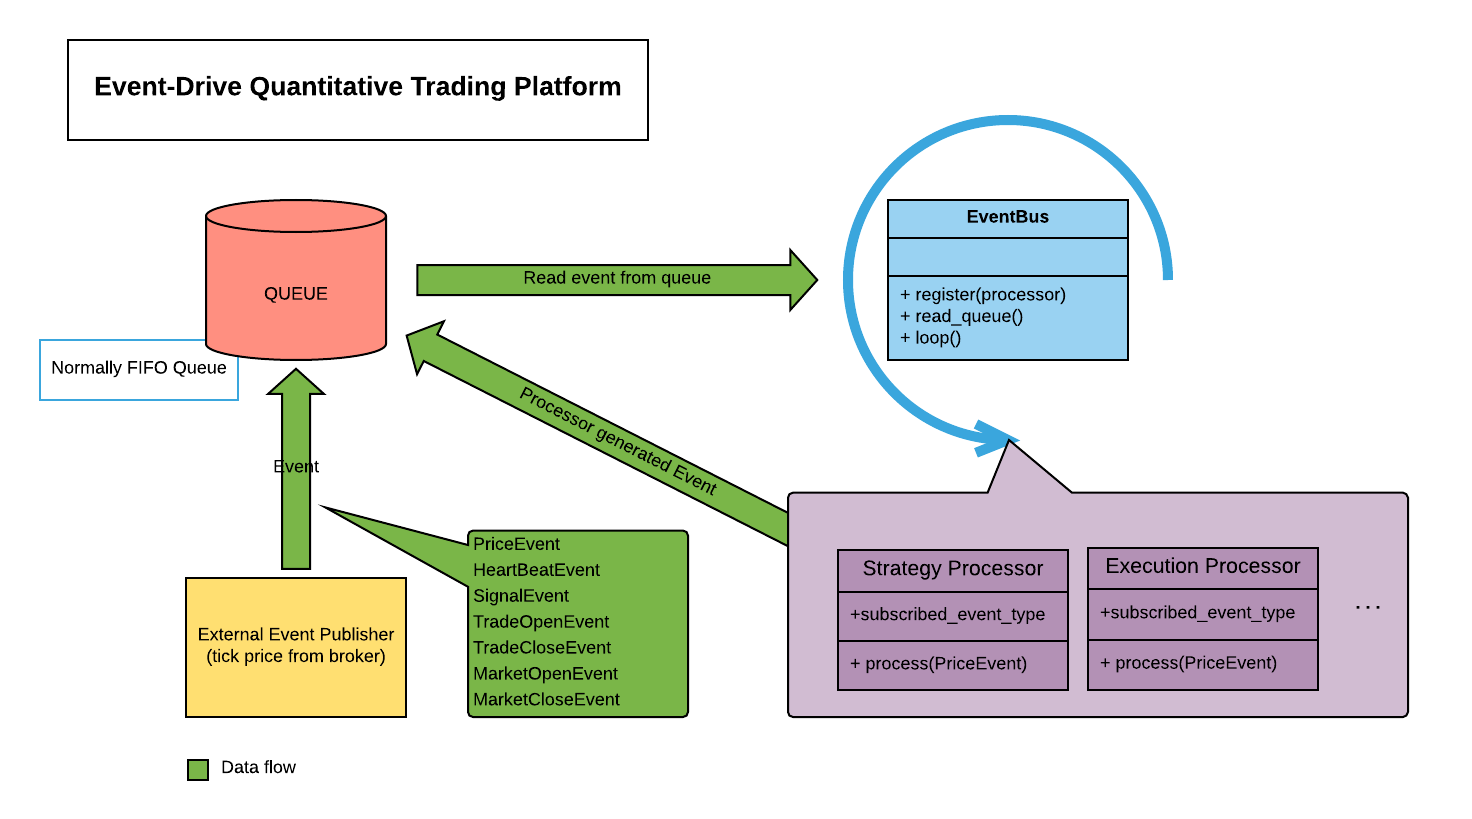 Event-Drive Quantitative Trading Platform
QUEUE
Normally FIFO Queue
Read event from queue
EventBus
+ register(processor)
+ read_queue()
+ loop()
Processor generated Event
Event
External Event Publisher
(tick price from broker)
PriceEvent
HeartBeatEvent
SignalEvent
TradeOpenEvent
TradeCloseEvent
MarketOpenEvent
MarketCloseEvent
Strategy Processor
+subscribed_event_type
+ process(PriceEvent)
Execution Processor
+subscribed_event_type
+ process(PriceEvent)
...
Data flow